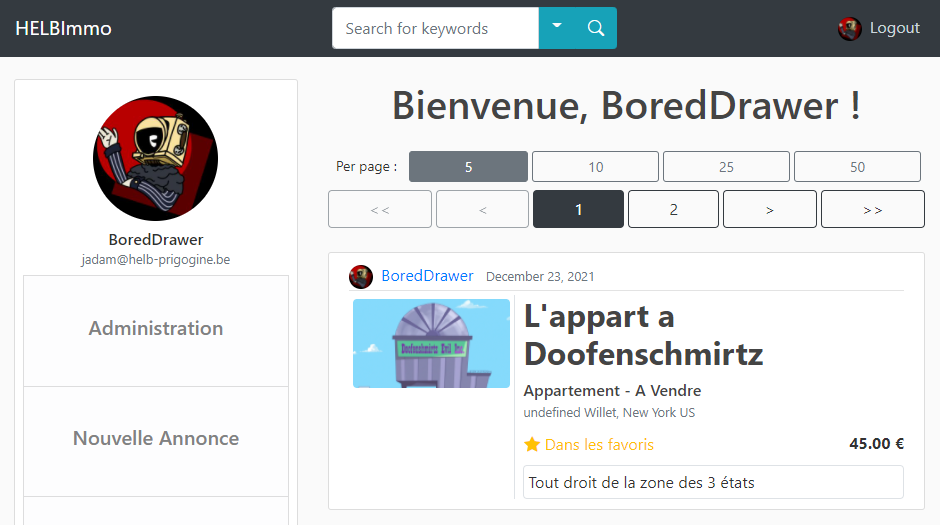 HELBImmo
Search for keywords
Logout
BoredDrawer
jadam@helb-prigogine.be
Administration
Nouvelle Annonce
Bienvenue, BoredDrawer !
Per page : 5 10 25 50
<< < 1 2 > >>
BoredDrawer December 23, 2021
Doofenshmirtz Evil Inc.
L'appart a
Doofenschmirtz
Appartement - A Vendre
undefined Willet, New York US
Dans les favoris 45.00 €
Tout droit de la zone des 3 états